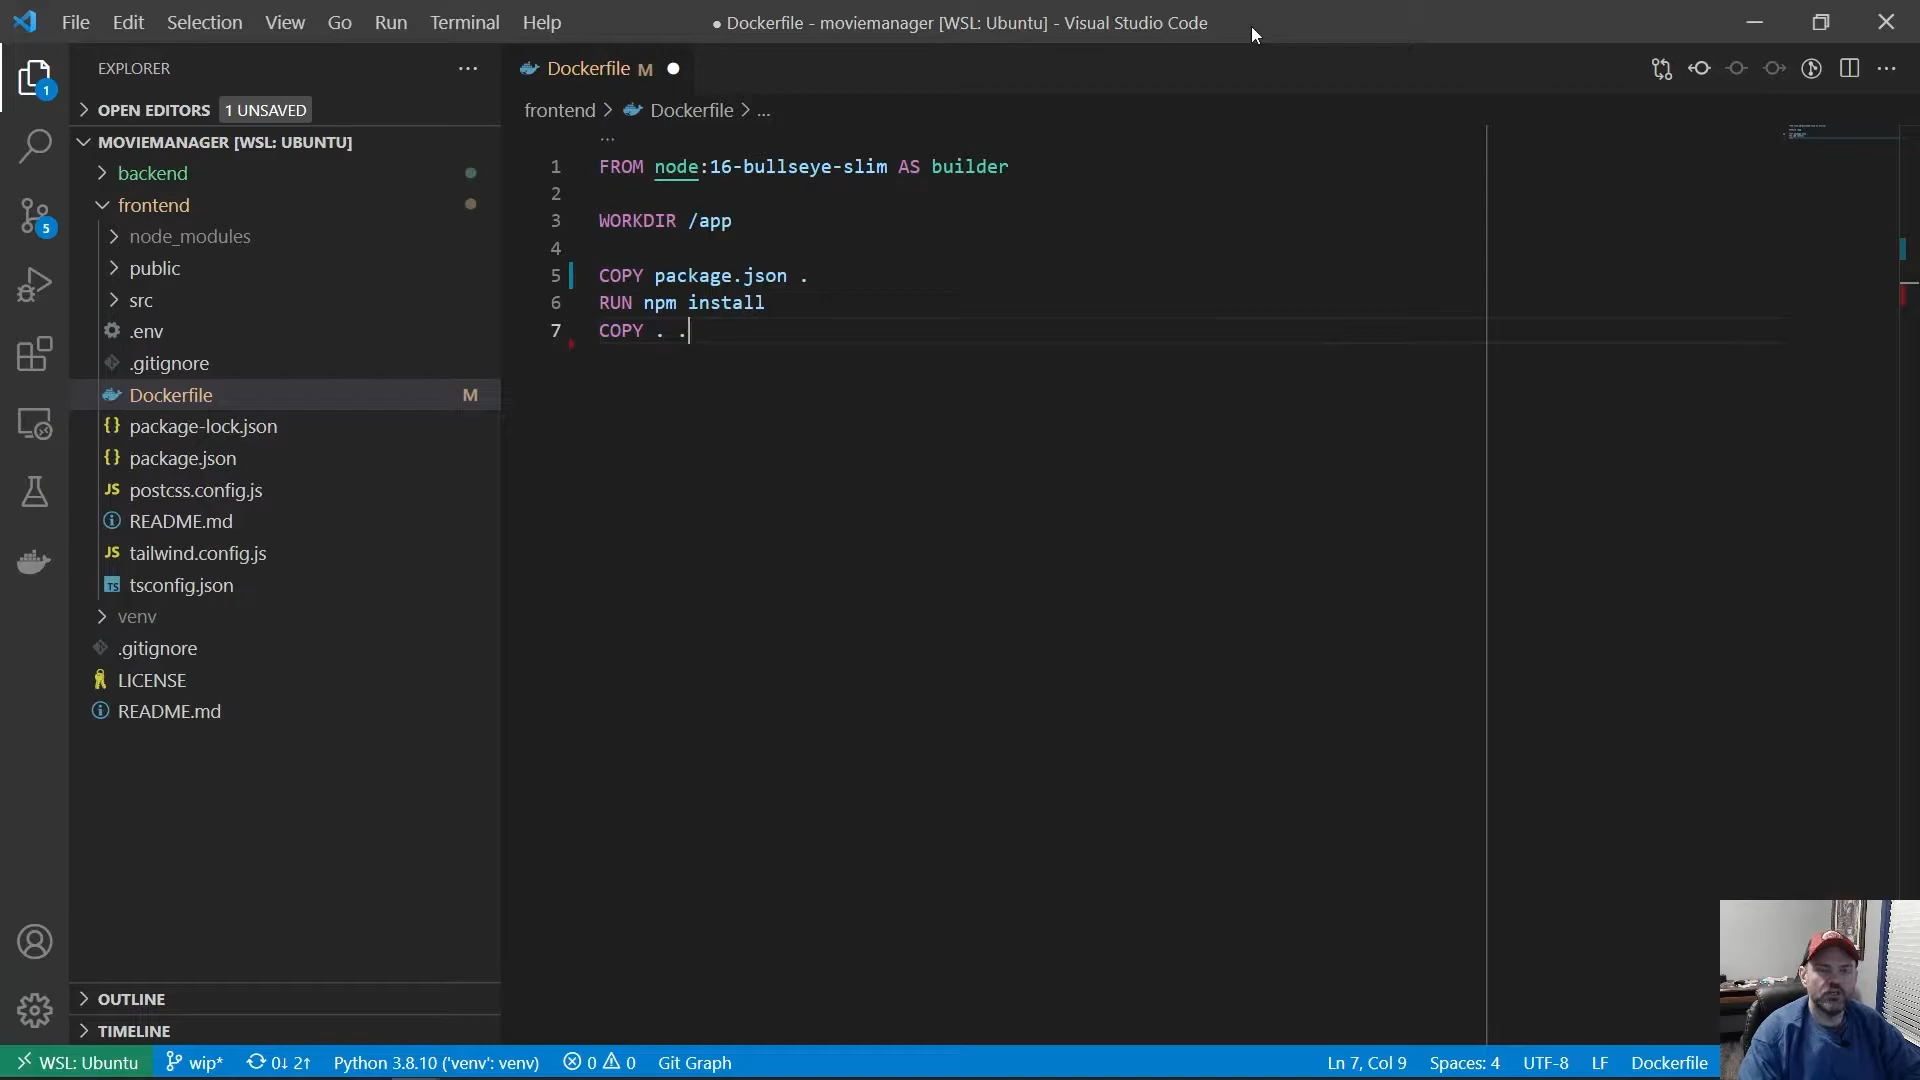 File Edit Selection View Go Run Terminal Help
● Dockerfile - moviemanager [WSL: Ubuntu] - Visual Studio Code
EXPLORER ...
1
5
OPEN EDITORS 1 UNSAVED
MOVIEMANAGER [WSL: UBUNTU]
backend
frontend
node_modules
public
src
.env
.gitignore
Dockerfile M
{} package-lock.json
{} package.json
JS postcss.config.js
README.md
JS tailwind.config.js
TS tsconfig.json
venv
.gitignore
LICENSE
README.md
OUTLINE
TIMELINE
Dockerfile M ●
frontend > Dockerfile > ...
...
1 FROM node:16-bullseye-slim AS builder
2
3 WORKDIR /app
4
5 COPY package.json .
6 RUN npm install
7 COPY . .
WSL: Ubuntu wip* 0↓ 2↑ Python 3.8.10 ('venv': venv) 0 0 Git Graph Ln 7, Col 9 Spaces: 4 UTF-8 LF Dockerfile